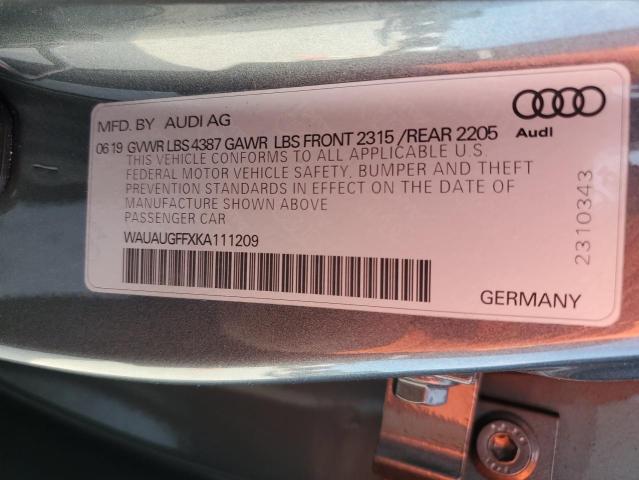 MFD. BY AUDI AG
0619 GVWR LBS 4387 GAWR LBS FRONT 2315 /REAR 2205
THIS VEHICLE CONFORMS TO ALL APPLICABLE U.S.
FEDERAL MOTOR VEHICLE SAFETY, BUMPER AND THEFT
PREVENTION STANDARDS IN EFFECT ON THE DATE OF
MANUFACTURE SHOWN ABOVE
PASSENGER CAR
WAUAUGFFXKA111209
Audi
2310343
GERMANY